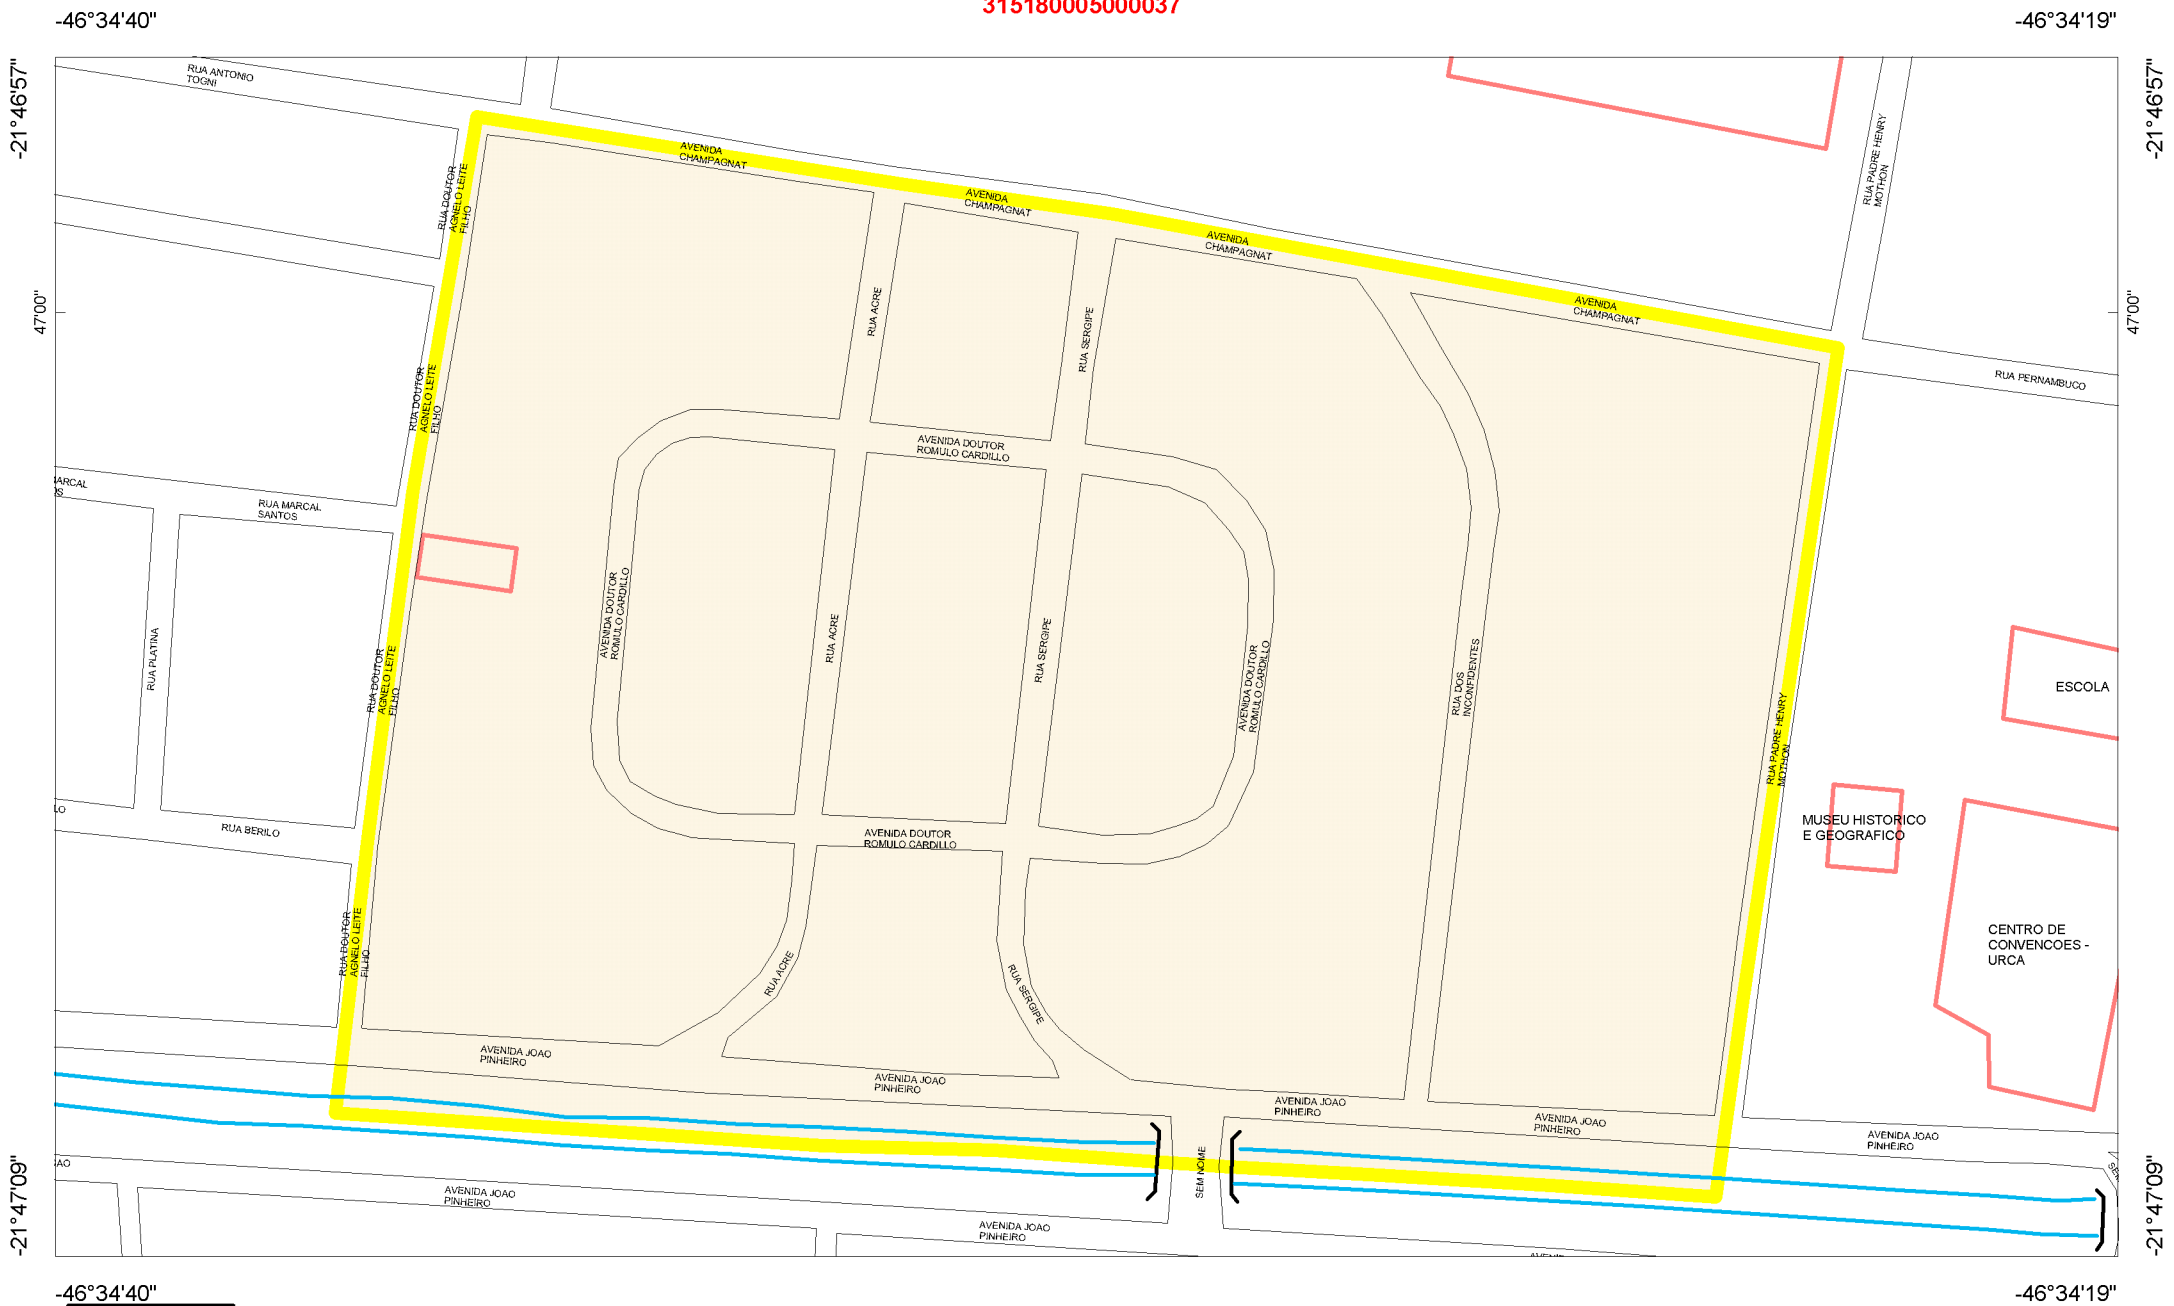 315180005000037
-46°34'40"
-46°34'19"
-21°46'57"
-21°46'57"
RUA ANTONIO
TOGNI
AVENIDA
CHAMPAGNAT
RUA PADRE HENRY
MOTHON
RUA DOUTOR
AGNELO LEITE
FILHO
AVENIDA
CHAMPAGNAT
AVENIDA
CHAMPAGNAT
47'00"
47'00"
RUA ACRE
RUA SERGIPE
AVENIDA
CHAMPAGNAT
RUA PERNAMBUCO
RUA DOUTOR
AGNELO LEITE
FILHO
AVENIDA DOUTOR
ROMULO CARDILLO
ARCAL
OS
RUA MARCAL
SANTOS
RUA PLATINA
RUA DOUTOR
AGNELO LEITE
FILHO
AVENIDA DOUTOR
ROMULO CARDILLO
RUA ACRE
RUA SERGIPE
AVENIDA DOUTOR
ROMULO CARDILLO
RUA DOS
INCONFIDENTES
RUA PADRE HENRY
MOTHON
ESCOLA
LO
RUA BERILO
AVENIDA DOUTOR
ROMULO CARDILLO
MUSEU HISTORICO
E GEOGRAFICO
RUA DOUTOR
AGNELO LEITE
FILHO
RUA ACRE
RUA SERGIPE
CENTRO DE
CONVENCOES -
URCA
AVENIDA JOAO
PINHEIRO
AVENIDA JOAO
PINHEIRO
AVENIDA JOAO
PINHEIRO
AVENIDA JOAO
PINHEIRO
AVENIDA JOAO
PINHEIRO
SEM NOME
AO
AVENIDA JOAO
PINHEIRO
AVENIDA JOAO
PINHEIRO
-21°47'09"
-21°47'09"
-46°34'40"
-46°34'19"